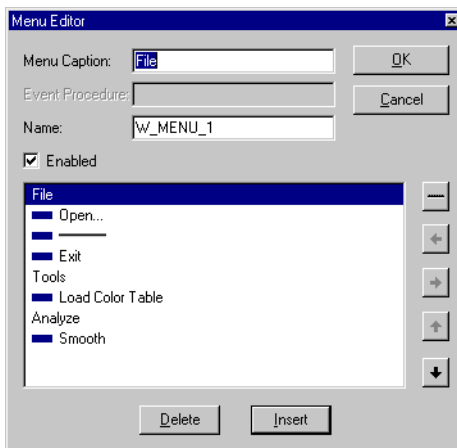 Menu Editor
Menu Caption: File
OK
Event Procedure:
Cancel
Name: W_MENU_1
Enabled
File
Open...
Exit
Tools
Load Color Table
Analyze
Smooth
Delete Insert